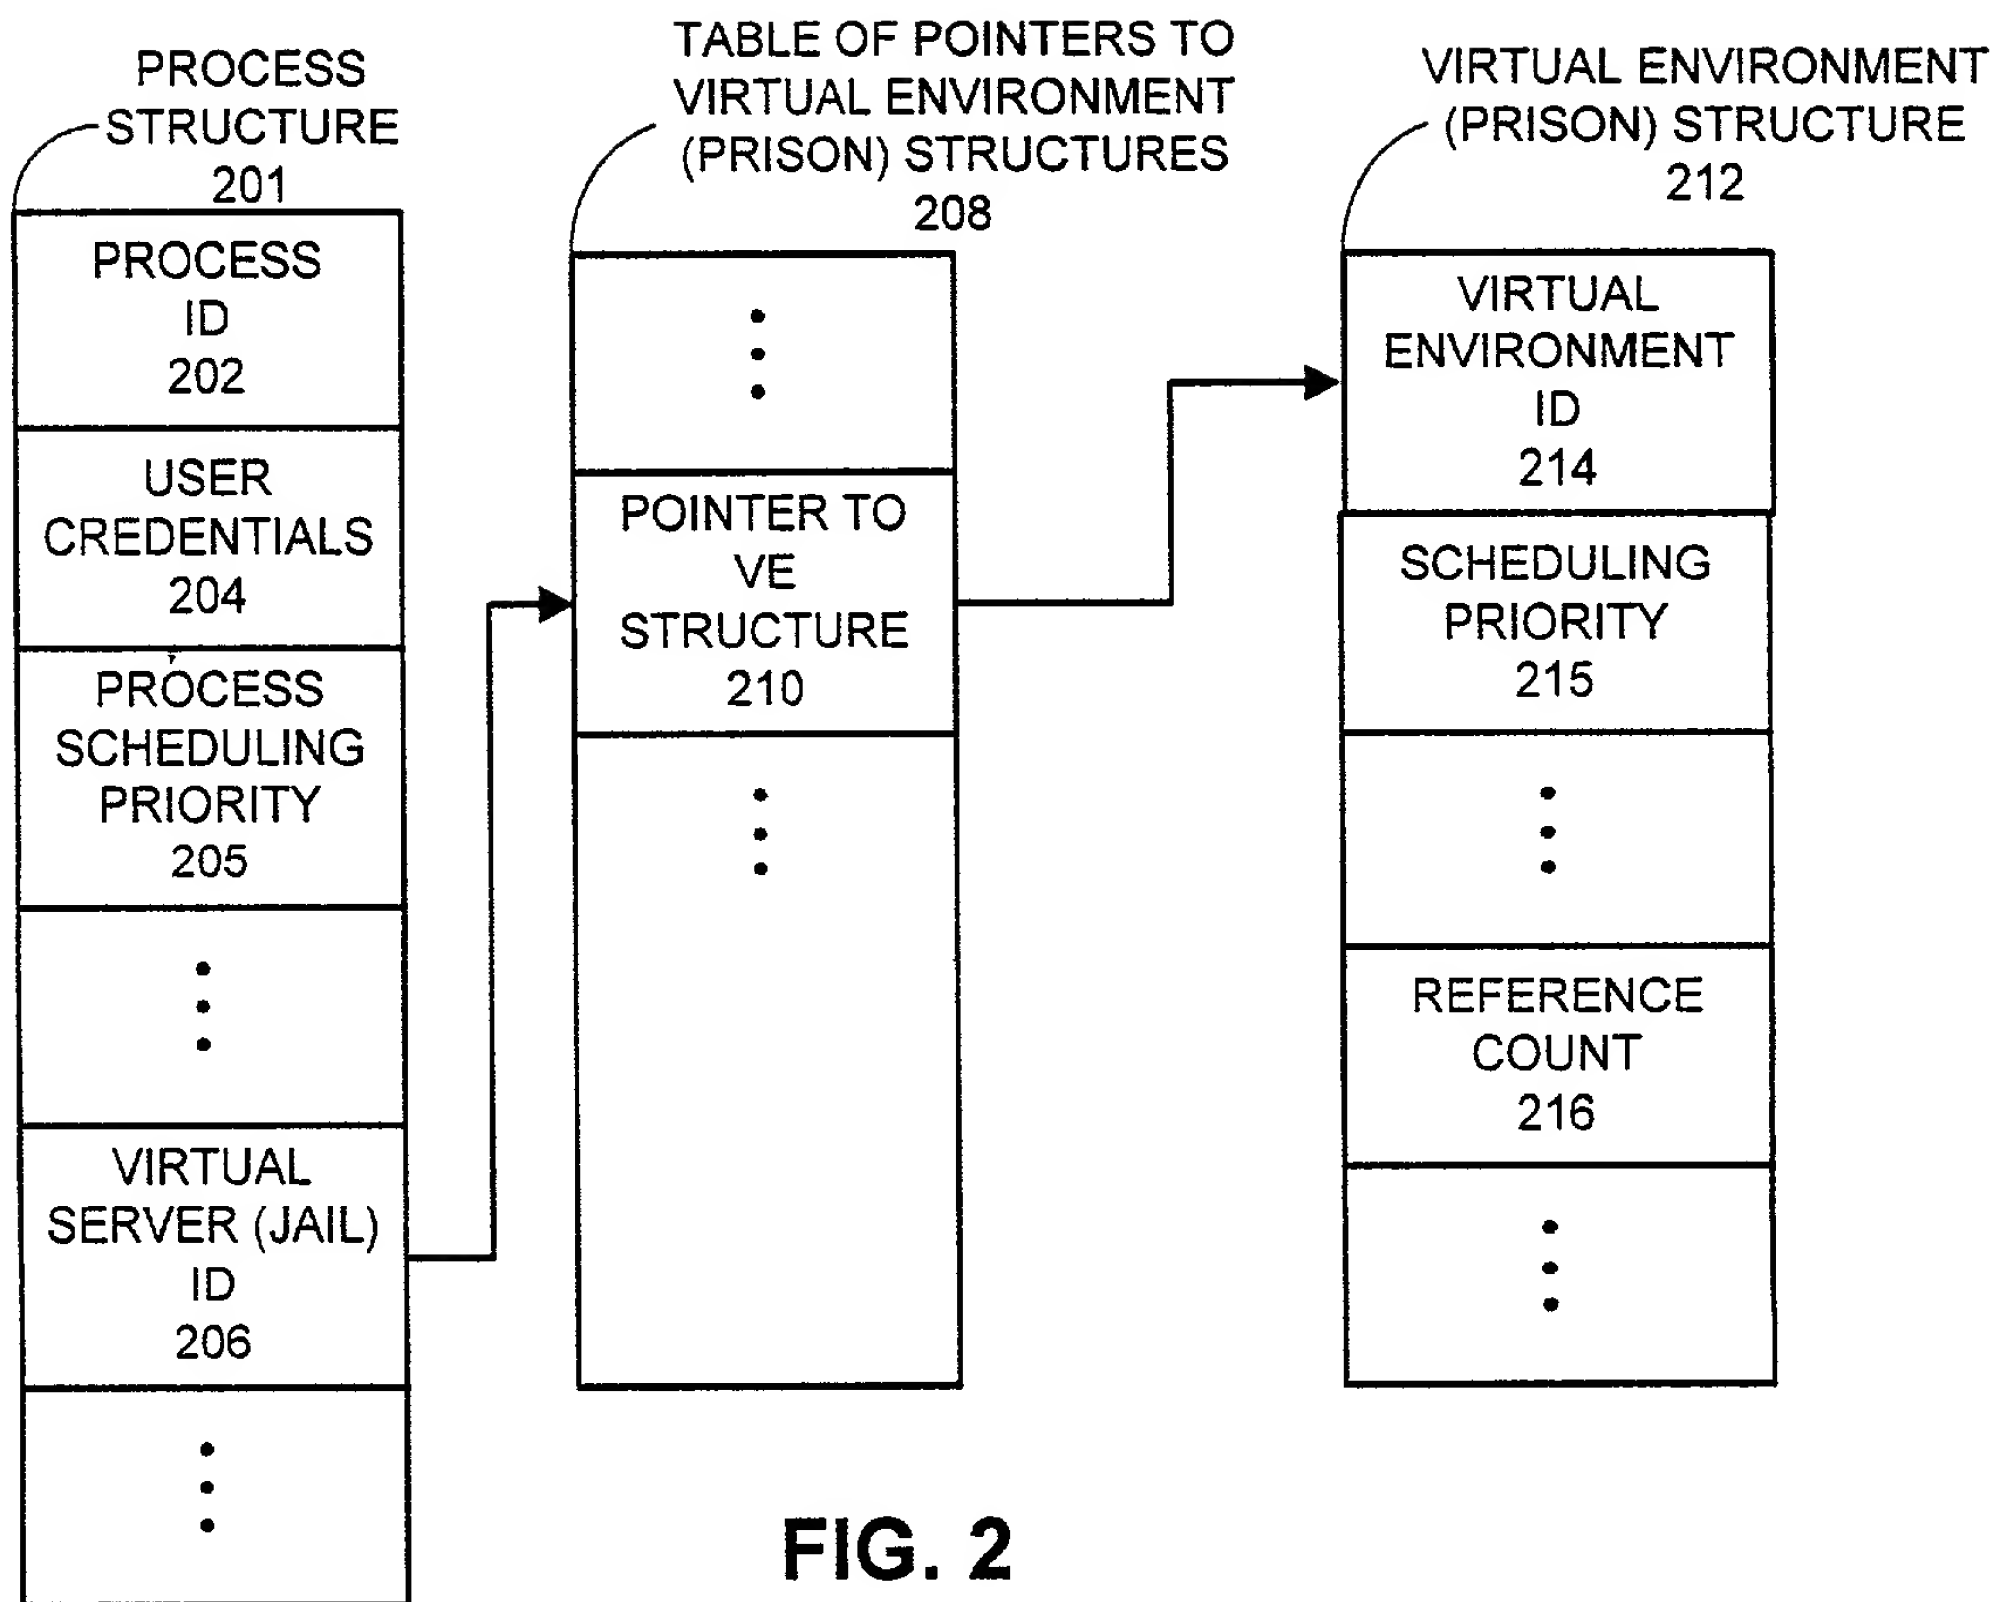 PROCESS
STRUCTURE
201
PROCESS
ID
202
USER
CREDENTIALS
204
PROCESS
SCHEDULING
PRIORITY
205
VIRTUAL
SERVER (JAIL)
ID
206
TABLE OF POINTERS TO
VIRTUAL ENVIRONMENT
(PRISON) STRUCTURES
208
POINTER TO
VE
STRUCTURE
210
VIRTUAL ENVIRONMENT
(PRISON) STRUCTURE
212
VIRTUAL
ENVIRONMENT
ID
214
SCHEDULING
PRIORITY
215
REFERENCE
COUNT
216
FIG. 2